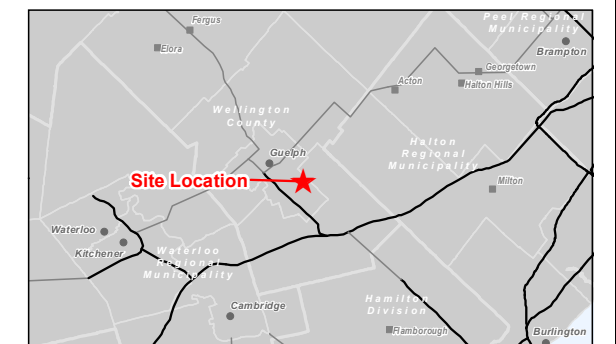 Peel Regional
Municipality
Fergus
Elora
Brampton
Georgetown
Acton
Halton Hills
Wellington
County
Halton
Regional
Municipality
Guelph
Site Location
Milton
Waterloo
Kitchener
Waterloo
Regional
Municipality
Cambridge
Hamilton
Division
Flamborough
Burlington